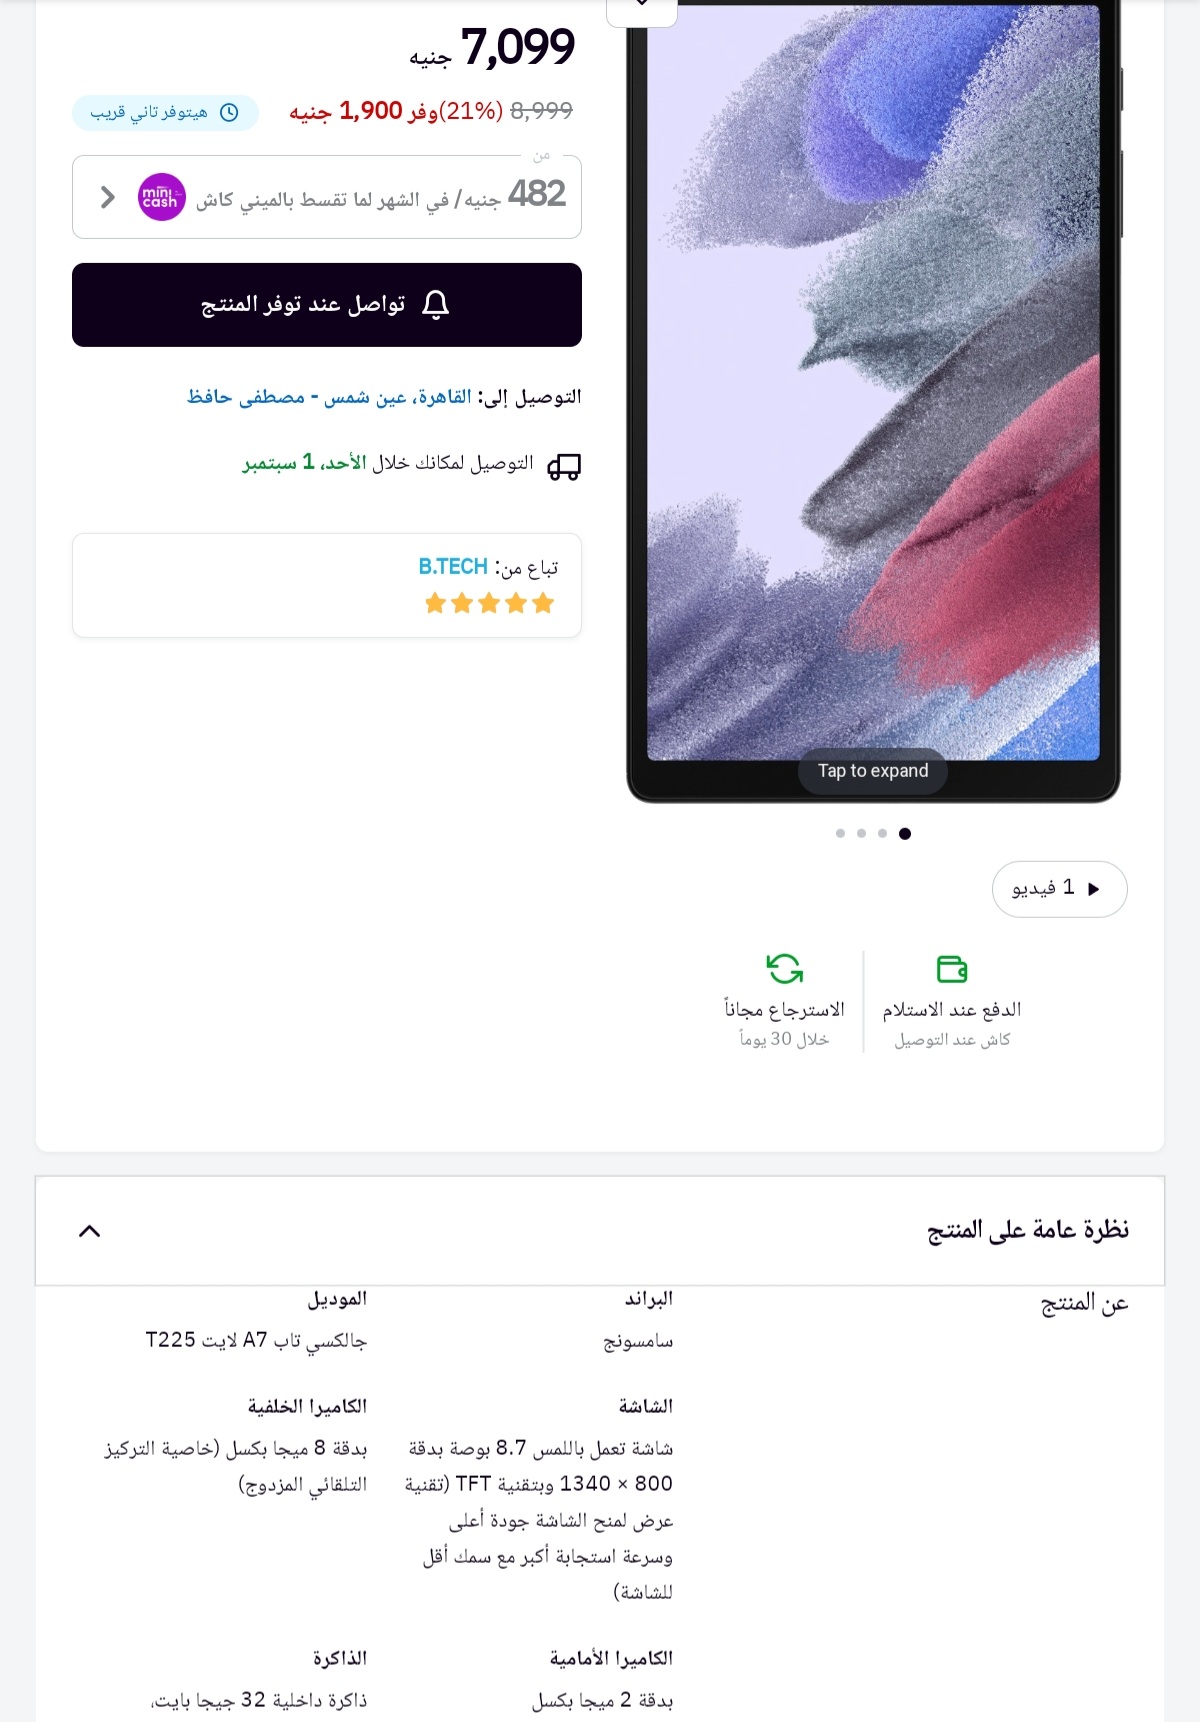 7,099 جنيه
8,999 (21%)وفر 1,900 جنيه
هيتوفر تاني قريب
من
482 جنيه/ في الشهر لما تقسط بالميني كاش
mini cash
تواصل عند توفر المنتج
التوصيل إلى: القاهرة، عين شمس - مصطفى حافظ
التوصيل لمكانك خلال الأحد، 1 سبتمبر
تباع من: B.TECH
Tap to expand
1 فيديو
الدفع عند الاستلام
كاش عند التوصيل
الاسترجاع مجاناً
خلال 30 يوماً
نظرة عامة على المنتج
عن المنتج
البراند
سامسونج
الموديل
جالكسي تاب A7 لايت T225
الشاشة
شاشة تعمل باللمس 8.7 بوصة بدقة
800 × 1340 وبتقنية TFT (تقنية
عرض لمنح الشاشة جودة أعلى
وسرعة استجابة أكبر مع سمك أقل
للشاشة)
الكاميرا الخلفية
بدقة 8 ميجا بكسل (خاصية التركيز
التلقائي المزدوج)
الكاميرا الأمامية
بدقة 2 ميجا بكسل
الذاكرة
ذاكرة داخلية 32 جيجا بايت،